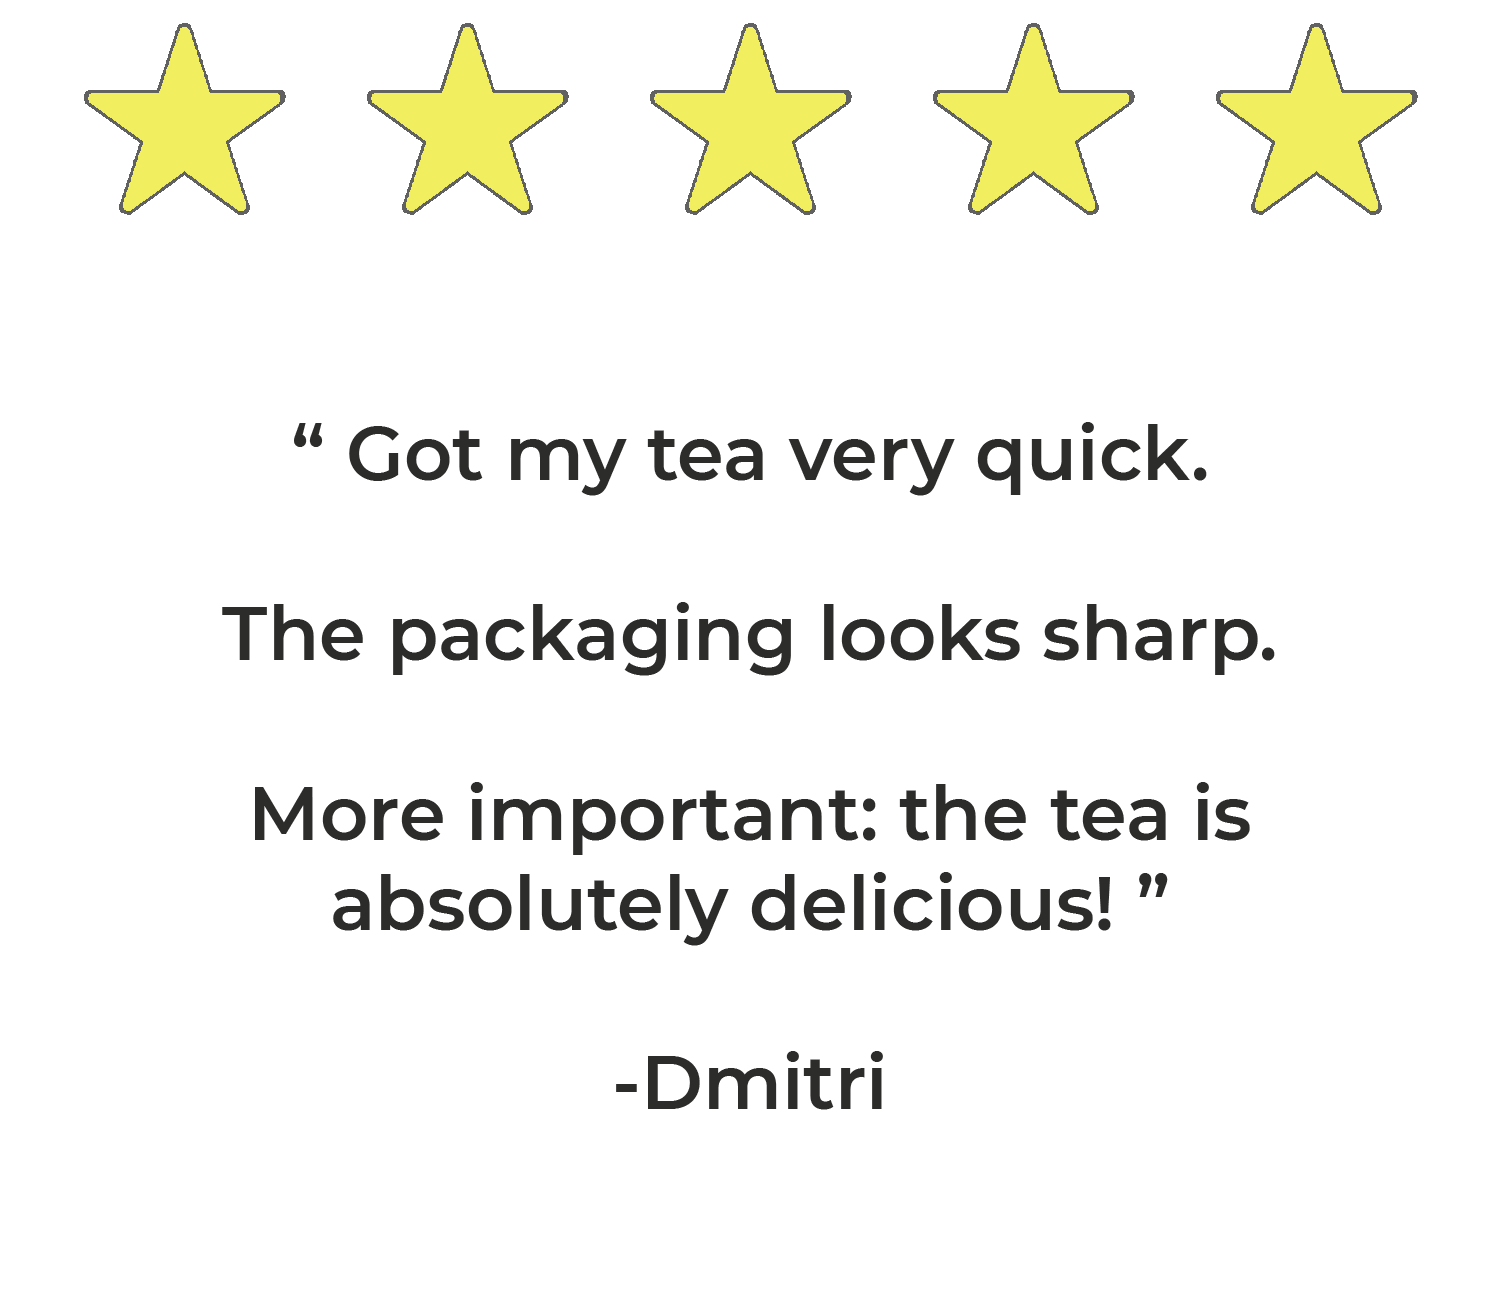 “ Got my tea very quick.
The packaging looks sharp.
More important: the tea is
absolutely delicious! ”
-Dmitri